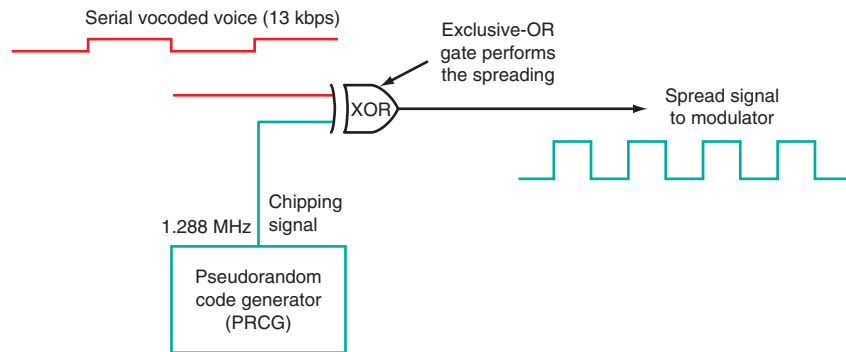 Serial vocoded voice (13 kbps)
Exclusive-OR
gate performs
the spreading
XOR
Spread signal
to modulator
Chipping
signal
1.288 MHz
Pseudorandom
code generator
(PRCG)